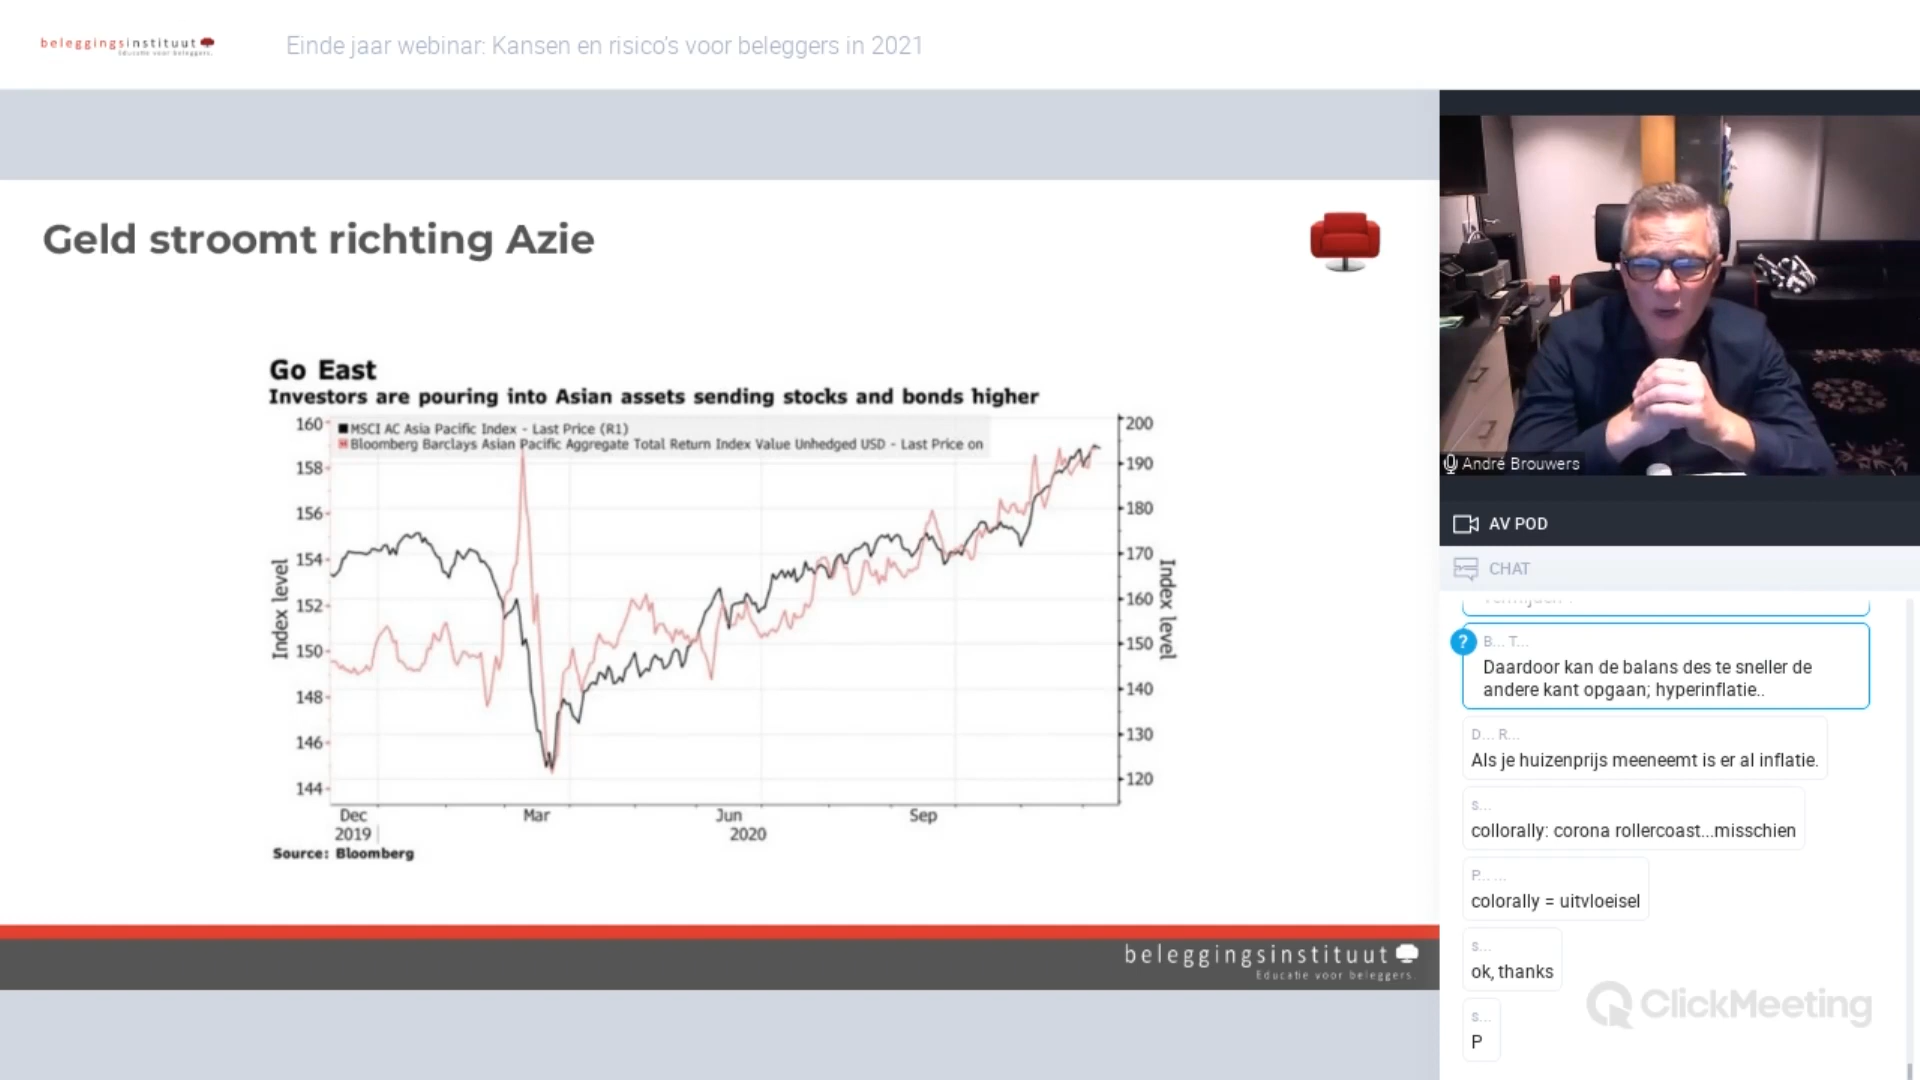 beleggingsinstituut
Educatie voor beleggers.
Einde jaar webinar: Kansen en risico's voor beleggers in 2021
Geld stroomt richting Azie
Go East
Investors are pouring into Asian assets sending stocks and bonds higher
MSCI AC Asia Pacific Index - Last Price (R1)
Bloomberg Barclays Asian Pacific Aggregate Total Return Index Value Unhedged USD - Last Price on
160
158
156
154
152
150
148
146
144
Index level
200
190
180
170
160
150
140
130
120
Index level
Dec Mar Jun Sep
2019 2020
Source: Bloomberg
beleggingsinstituut
Educatie voor beleggers.
André Brouwers
AV POD
CHAT
?
B... T...
Daardoor kan de balans des te sneller de
andere kant opgaan; hyperinflatie..
D... R...
Als je huizenprijs meeneemt is er al inflatie.
s...
collorally: corona rollercoast...misschien
P... ...
colorally = uitvloeisel
s...
ok, thanks
s...
P
ClickMeeting